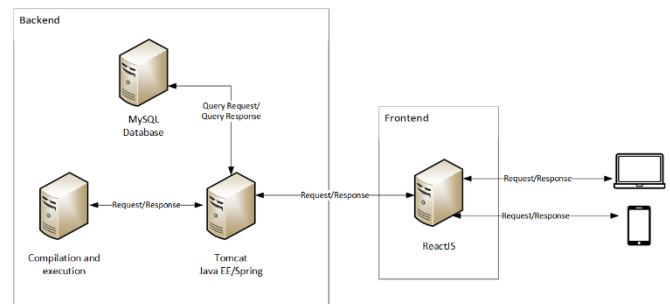 Backend
MySQL
Database
Query Request/
Query Response
Frontend
Request/Response
Request/Response
Request/Response
Request/Response
Compilation and
execution
Tomcat
Java EE/Spring
ReactJS